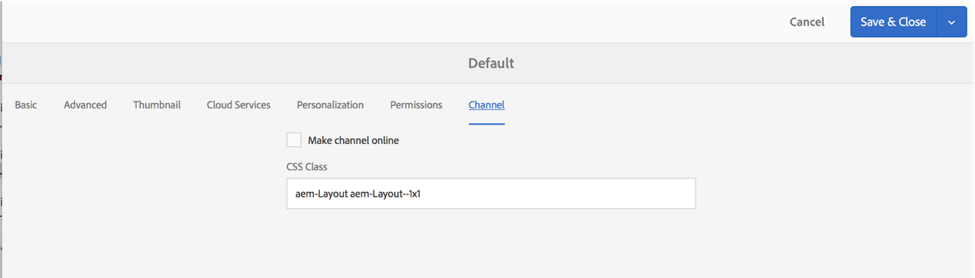 Cancel Save & Close
Default
Basic Advanced Thumbnail Cloud Services Personalization Permissions Channel
Make channel online
CSS Class
aem-Layout aem-Layout--1x1